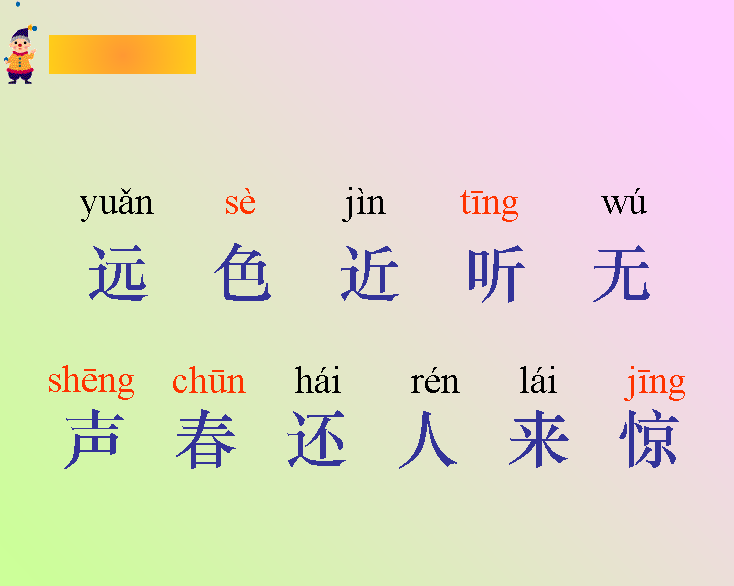 yuǎn sè jìn tīng wú
远 色 近 听 无
shēng chūn hái rén lái jīng
声 春 还 人 来 惊